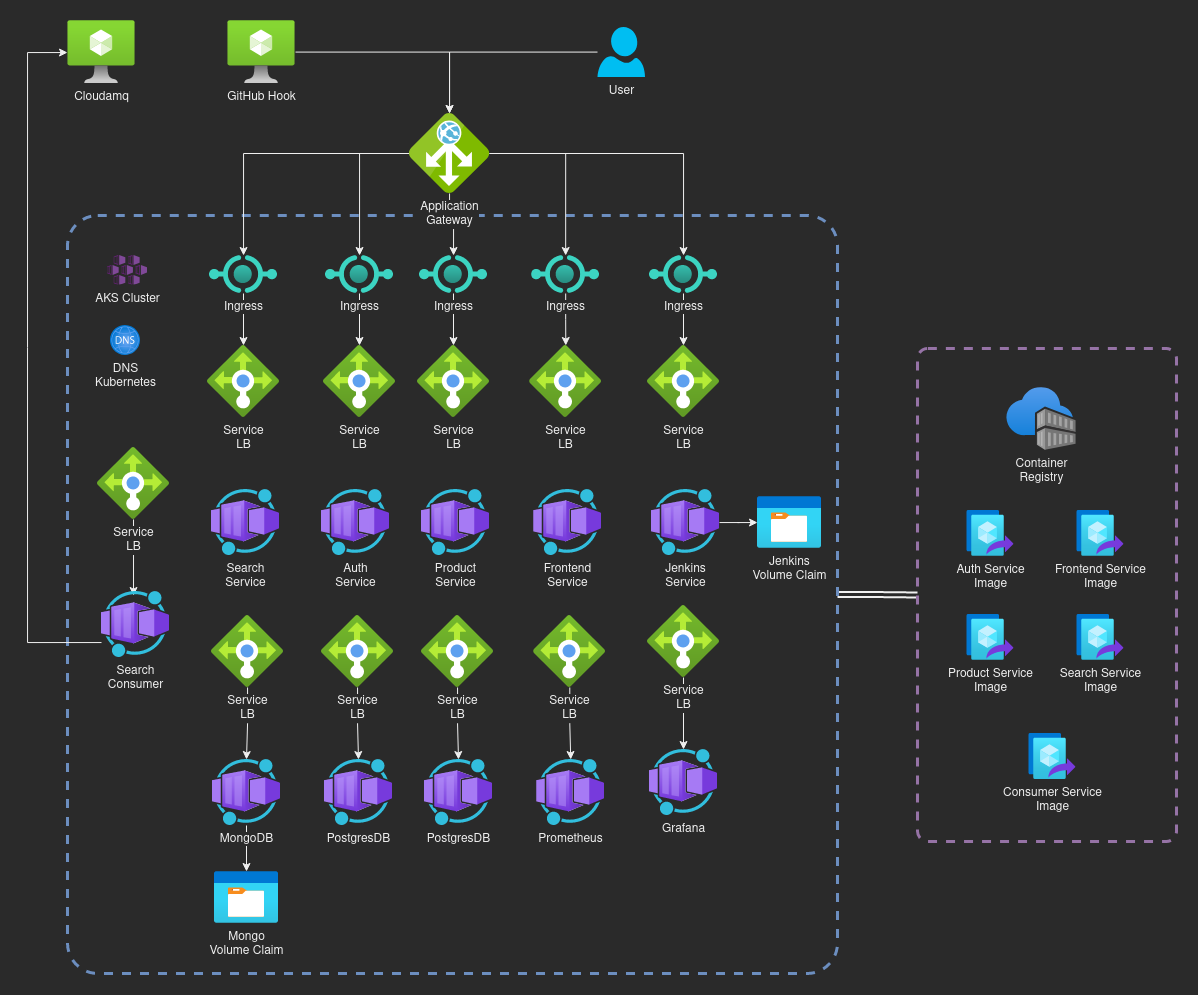 Cloudamq
GitHub Hook
User
Application
Gateway
AKS Cluster
DNS
DNS
Kubernetes
Ingress
Ingress
Ingress
Ingress
Ingress
Service
LB
Service
LB
Service
LB
Service
LB
Service
LB
Service
LB
Search
Consumer
Search
Service
Auth
Service
Product
Service
Frontend
Service
Jenkins
Service
Jenkins
Volume Claim
Service
LB
Service
LB
Service
LB
Service
LB
Service
LB
MongoDB
PostgresDB
PostgresDB
Prometheus
Grafana
Mongo
Volume Claim
Container
Registry
Auth Service
Image
Frontend Service
Image
Product Service
Image
Search Service
Image
Consumer Service
Image